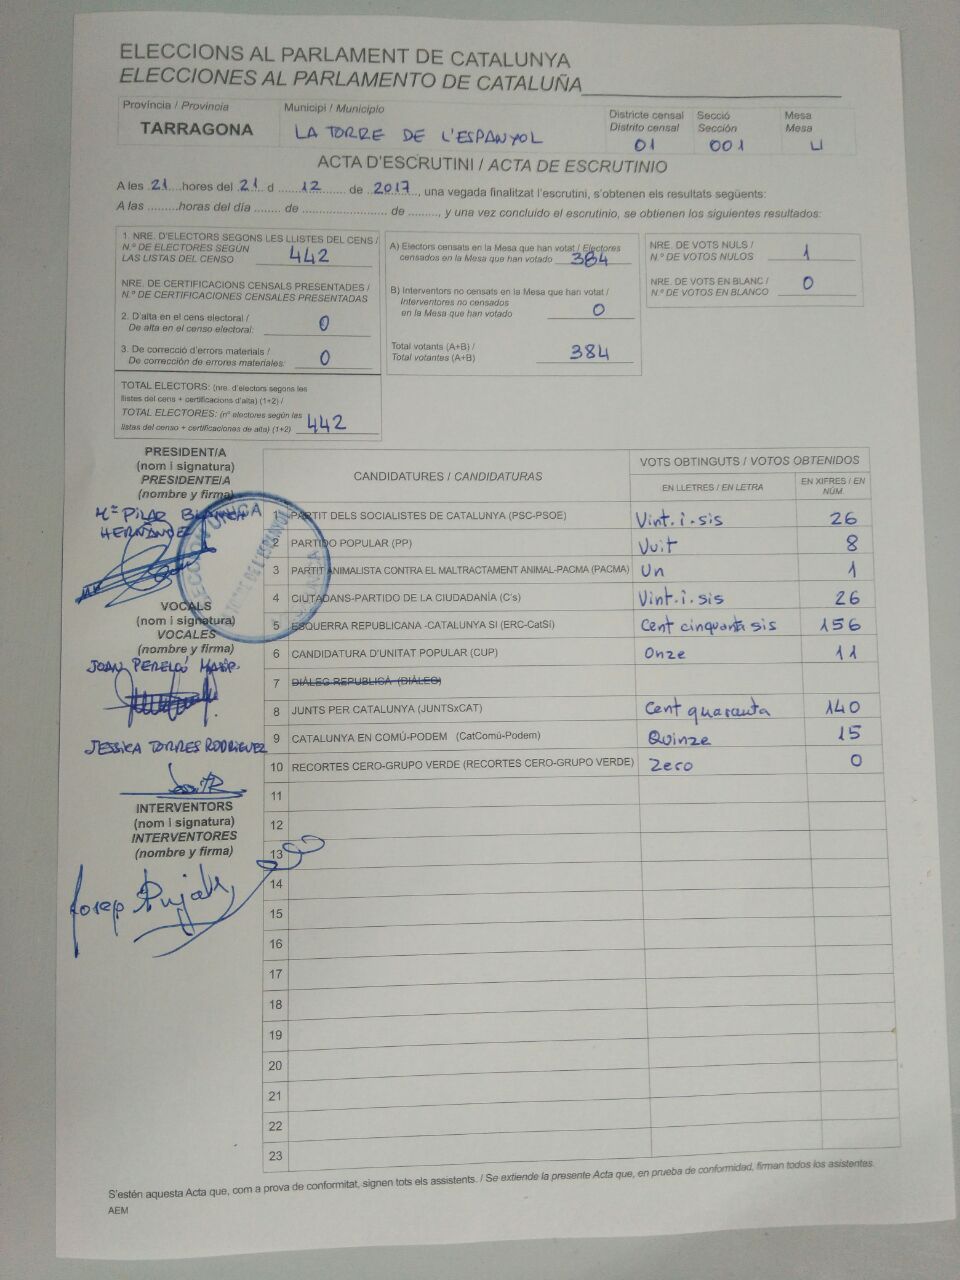 ELECCIONS AL PARLAMENT DE CATALUNYA
ELECCIONES AL PARLAMENTO DE CATALUÑA
Província / Provincia
TARRAGONA
Municipi / Municipio
LA TORRE DE L'ESPANYOL
Districte censal
Distrito censal
01
Secció
Sección
001
Mesa
Mesa
U
ACTA D'ESCRUTINI / ACTA DE ESCRUTINIO
A les 21 hores del 21 d 12 de 2017, una vegada finalitzat l'escrutini, s'obtenen els resultats següents:
A las .........horas del día ........ de .......................... de ........., y una vez concluido el escrutinio, se obtienen los siguientes resultados:
1. NRE. D'ELECTORS SEGONS LES LLISTES DEL CENS /
N.º DE ELECTORES SEGÚN
LAS LISTAS DEL CENSO 442
NRE. DE CERTIFICACIONS CENSALS PRESENTADES /
N.º DE CERTIFICACIONES CENSALES PRESENTADAS
2. D'alta en el cens electoral /
De alta en el censo electoral: 0
3. De correcció d'errors materials /
De corrección de errores materiales: 0
TOTAL ELECTORS: (nre. d'electors segons les
llistes del cens + certificacions d'alta) (1+2) /
TOTAL ELECTORES: (nº electores según las
listas del censo + certificaciones de alta) (1+2) 442
A) Electors censats en la Mesa que han votat / Electores
censados en la Mesa que han votado 384
B) Interventors no censats en la Mesa que han votat /
Interventores no censados
en la Mesa que han votado 0
Total votants (A+B) /
Total votantes (A+B) 384
NRE. DE VOTS NULS /
N.º DE VOTOS NULOS 1
NRE. DE VOTS EN BLANC /
N.º DE VOTOS EN BLANCO 0
PRESIDENT/A
(nom i signatura)
PRESIDENTE/A
(nombre y firma)
Mª PILAR BLANCH
HERNÁNDEZ
VOCALS
(nom i signatura)
VOCALES
(nombre y firma)
JOAN PERELLÓ
JESSICA TORRES RODRIGUEZ
INTERVENTORS
(nom i signatura)
INTERVENTORES
(nombre y firma)
Josep Pujals
CANDIDATURES / CANDIDATURAS
VOTS OBTINGUTS / VOTOS OBTENIDOS
EN LLETRES / EN LETRA
EN XIFRES / EN NÚM.
1 PARTIT DELS SOCIALISTES DE CATALUNYA (PSC-PSOE) Vint.i.sis 26
2 PARTIDO POPULAR (PP) Vuit 8
3 PARTIT ANIMALISTA CONTRA EL MALTRACTAMENT ANIMAL-PACMA (PACMA) Un 1
4 CIUTADANS-PARTIDO DE LA CIUDADANÍA (C's) Vint.i.sis 26
5 ESQUERRA REPUBLICANA -CATALUNYA SI (ERC-CatSí) Cent cinquanta sis 156
6 CANDIDATURA D'UNITAT POPULAR (CUP) Onze 11
7 DIÀLEG REPUBLICÀ (DIÀLEG)
8 JUNTS PER CATALUNYA (JUNTSxCAT) Cent quaranta 140
9 CATALUNYA EN COMÚ-PODEM (CatComú-Podem) Quinze 15
10 RECORTES CERO-GRUPO VERDE (RECORTES CERO-GRUPO VERDE) Zero 0
11
12
13
14
15
16
17
18
19
20
21
22
23
S'estén aquesta Acta que, com a prova de conformitat, signen tots els assistents. / Se extiende la presente Acta que, en prueba de conformidad, firman todos los asistentes.
AEM